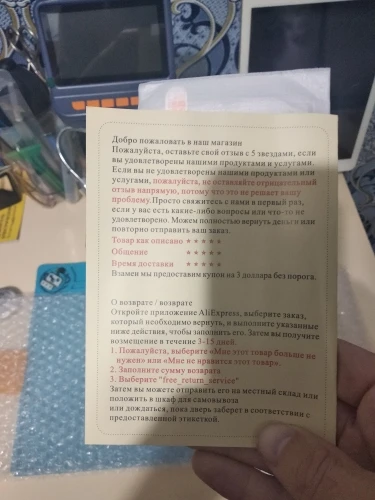 Добро пожаловать в наш магазин
Пожалуйста, оставьте свой отзыв с 5 звездами, если
вы удовлетворены нашими продуктами и услугами.
Если вы не удовлетворены нашими продуктами или
услугами, пожалуйста, не оставляйте отрицательный
отзыв напрямую, потому что это не решает вашу
проблему.Просто свяжитесь с нами в первый раз,
если у вас есть какие-либо вопросы или что-то не
удовлетворено. Можем полностью вернуть деньги или
повторно отправить ваш заказ.
Товар как описано ★ ★ ★ ★ ★
Общение ★ ★ ★ ★ ★
Время доставки ★ ★ ★ ★ ★
Взамен мы предоставим купон на 3 доллара без порога.
О возврате / возврате
Откройте приложение AliExpress, выберите заказ,
который необходимо вернуть, и выполните указанные
ниже действия, чтобы заполнить его. Затем вы получите
возмещение в течение 3-15 дней.
1. Пожалуйста, выберите «Мне этот товар больше не
нужен» или «Мне не нравится этот товар».
2. Заполните сумму возврата
3. Выберите "free_return_service"
Затем вы можете отправить его на местный склад или
положить в шкаф для самовывоза
или дождаться, пока дверь заберет в соответствии с
предоставленной этикеткой.